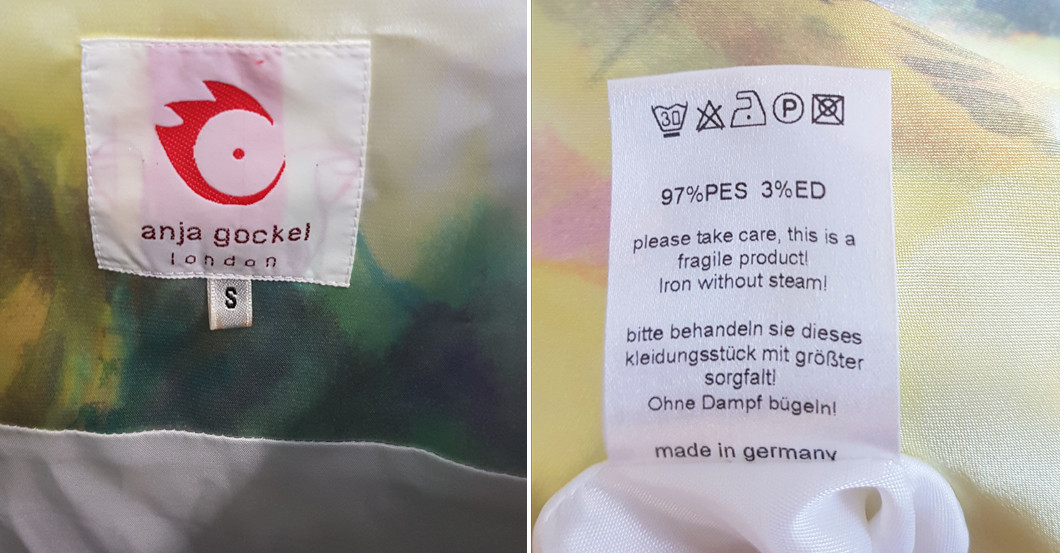 anja gockel
london
S
30
P
97%PES 3%ED
please take care, this is a
fragile product!
Iron without steam!
bitte behandeln sie dieses
kleidungsstück mit größter
sorgfalt!
Ohne Dampf bügeln!
made in germany